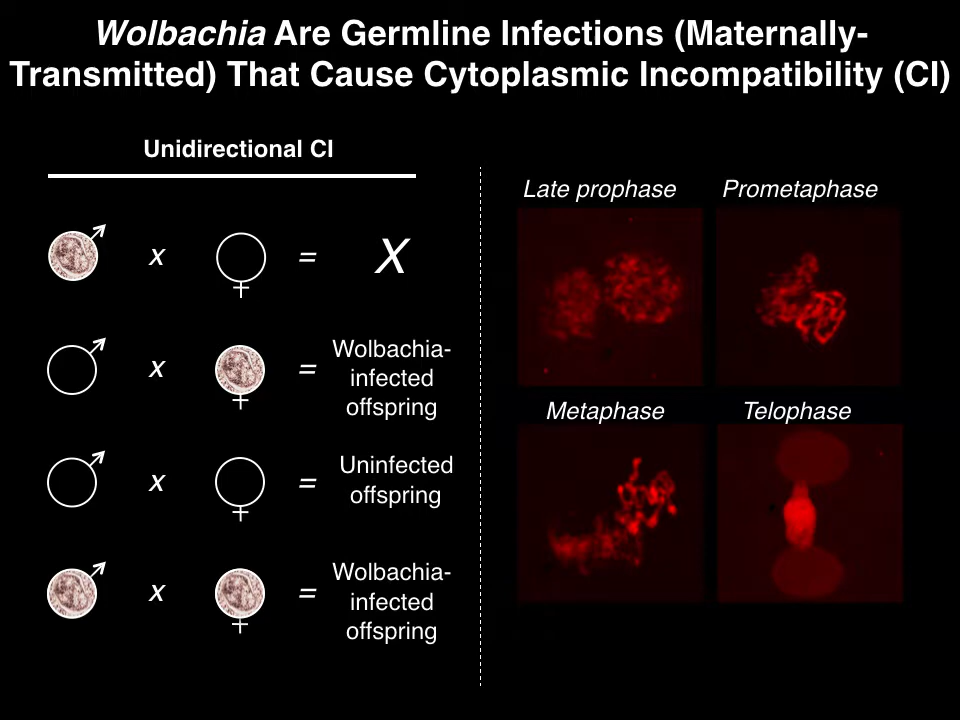 Wolbachia Are Germline Infections (Maternally-
Transmitted) That Cause Cytoplasmic Incompatibility (CI)
Unidirectional CI
x = X
x = Wolbachia-
infected
offspring
x = Uninfected
offspring
x = Wolbachia-
infected
offspring
Late prophase
Prometaphase
Metaphase
Telophase